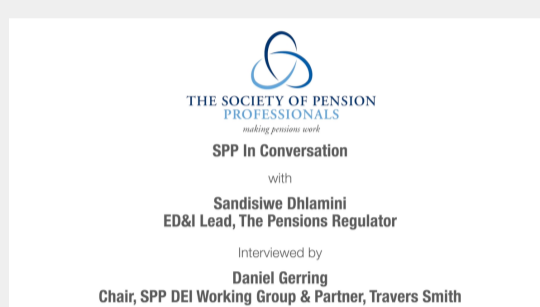 THE SOCIETY OF PENSION
PROFESSIONALS
making pensions work
SPP In Conversation
with
Sandisiwe Dhlamini
ED&I Lead, The Pensions Regulator
Interviewed by
Daniel Gerring
Chair, SPP DEI Working Group & Partner, Travers Smith